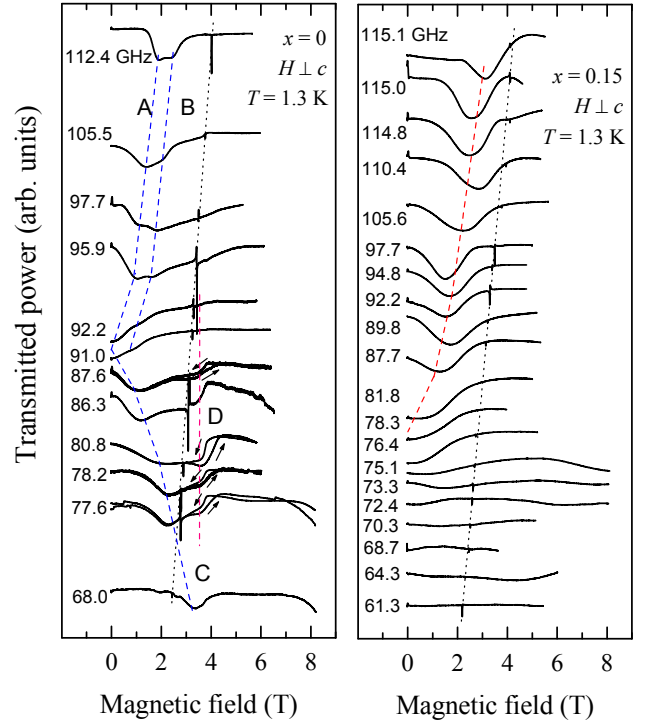 112.4 GHz
x = 0
H ⊥ c
T = 1.3 K
A
B
105.5
97.7
95.9
92.2
91.0
87.6
86.3
D
80.8
78.2
77.6
C
68.0
0 2 4 6 8
Magnetic field (T)
Transmitted power (arb. units)
115.1 GHz
x = 0.15
H ⊥ c
T = 1.3 K
115.0
114.8
110.4
105.6
97.7
94.8
92.2
89.8
87.7
81.8
78.3
76.4
75.1
73.3
72.4
70.3
68.7
64.3
61.3
0 2 4 6 8
Magnetic field (T)